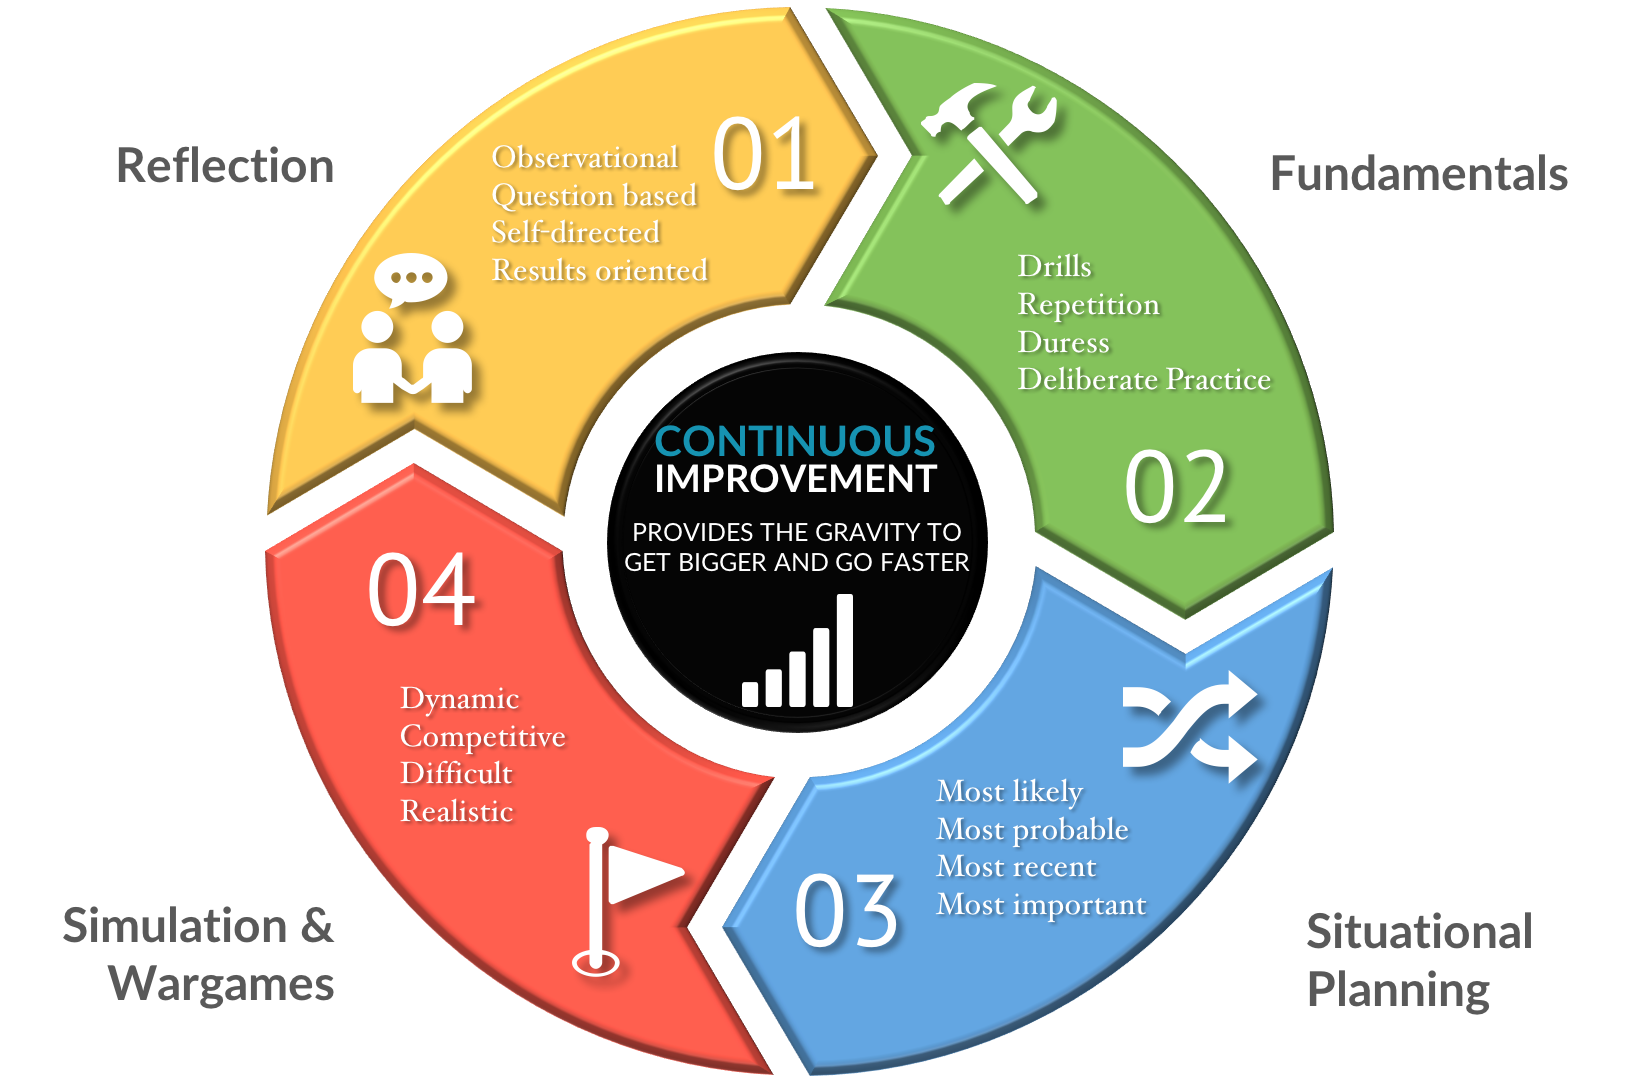 Reflection
01
Observational
Question based
Self-directed
Results oriented
Fundamentals
Drills
Repetition
Duress
Deliberate Practice
02
CONTINUOUS
IMPROVEMENT
PROVIDES THE GRAVITY TO
GET BIGGER AND GO FASTER
Situational
Planning
Most likely
Most probable
Most recent
Most important
03
04
Dynamic
Competitive
Difficult
Realistic
Simulation &
Wargames